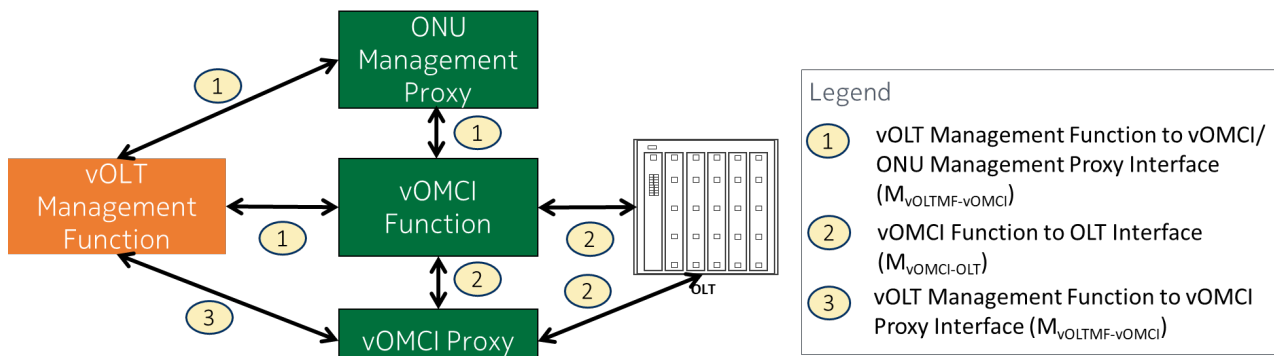 ONU
Management
Proxy
1
1
vOLT
Management
Function
1
vOMCI
Function
2
OLT
2
2
3
vOMCI Proxy
Legend
1
vOLT Management Function to vOMCI/
ONU Management Proxy Interface
(MvOLTMF-vOMCI)
2
vOMCI Function to OLT Interface
(MvOMCI-OLT)
3
vOLT Management Function to vOMCI
Proxy Interface (MvOLTMF-vOMCI)